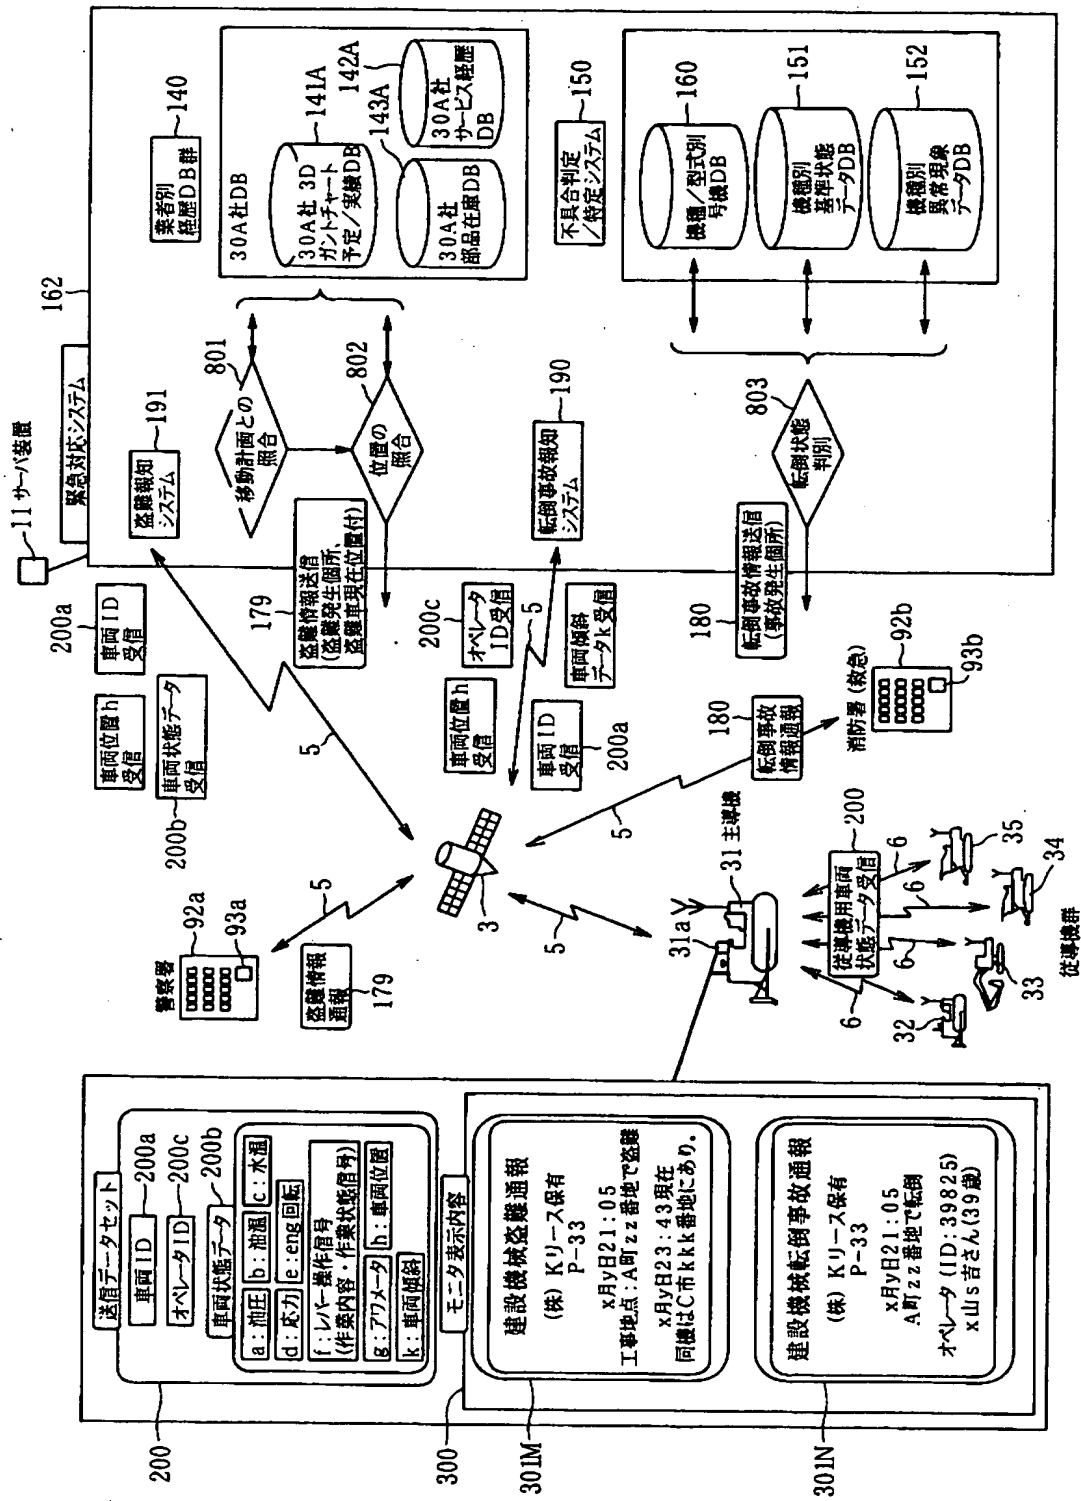 送信データセット
車両ID
200a
オペレータID
200c
車両状態データ
200b
a:油圧
b:油温
c:水温
d:応力
e:eng回転
f:レバー操作信号
(作業内容・作業状態信号)
g:アワメータ
h:車両位置
k:車両傾斜
200
モニタ表示内容
300
建設機械盗難通報
(株)Kリース保有
P-33
x月y日21:05
工事地点:A町zz番地で盗難
x月y日23:43現在
同機はC市kkk番地にあり。
301M
建設機械転倒事故通報
(株)Kリース保有
P-33
x月y日21:05
A町zz番地で転倒
オペレータ(ID:39825)
x山s吉さん(39歳)
301N
警察署
92a
93a
盗難情報
通報
179
5
3
5
5
5
5
31a
31 主導機
従導機用車両
状態データ受信
200
6
6
6
6
32
33
34
35
従導機群
転倒事故
情報通報
180
消防署(救急)
92b
93b
車両位置h
受信
車両ID
受信
200a
車両状態データ
受信
200b
車両位置h
受信
オペレータ
ID受信
200c
車両ID
受信
200a
車両傾斜
データk受信
11 サーバ装置
緊急対応システム
162
盗難報知
システム
191
移動計画との
照合
801
位置の
照合
802
盗難情報送信
(盗難発生個所、
盗難車現在位置付)
179
転倒事故報知
システム
190
転倒事故情報送信
(事故発生個所)
180
転倒状態
判別
803
業者別
経歴DB群
140
30A社DB
30A社 3D
ガントチャート
予定/実績DB
141A
30A社
サービス経歴
DB
142A
30A社
部品在庫DB
143A
不具合判定
/特定システム
150
機種/型式別
号機DB
160
機種別
基準状態
データDB
151
機種別
異常現象
データDB
152